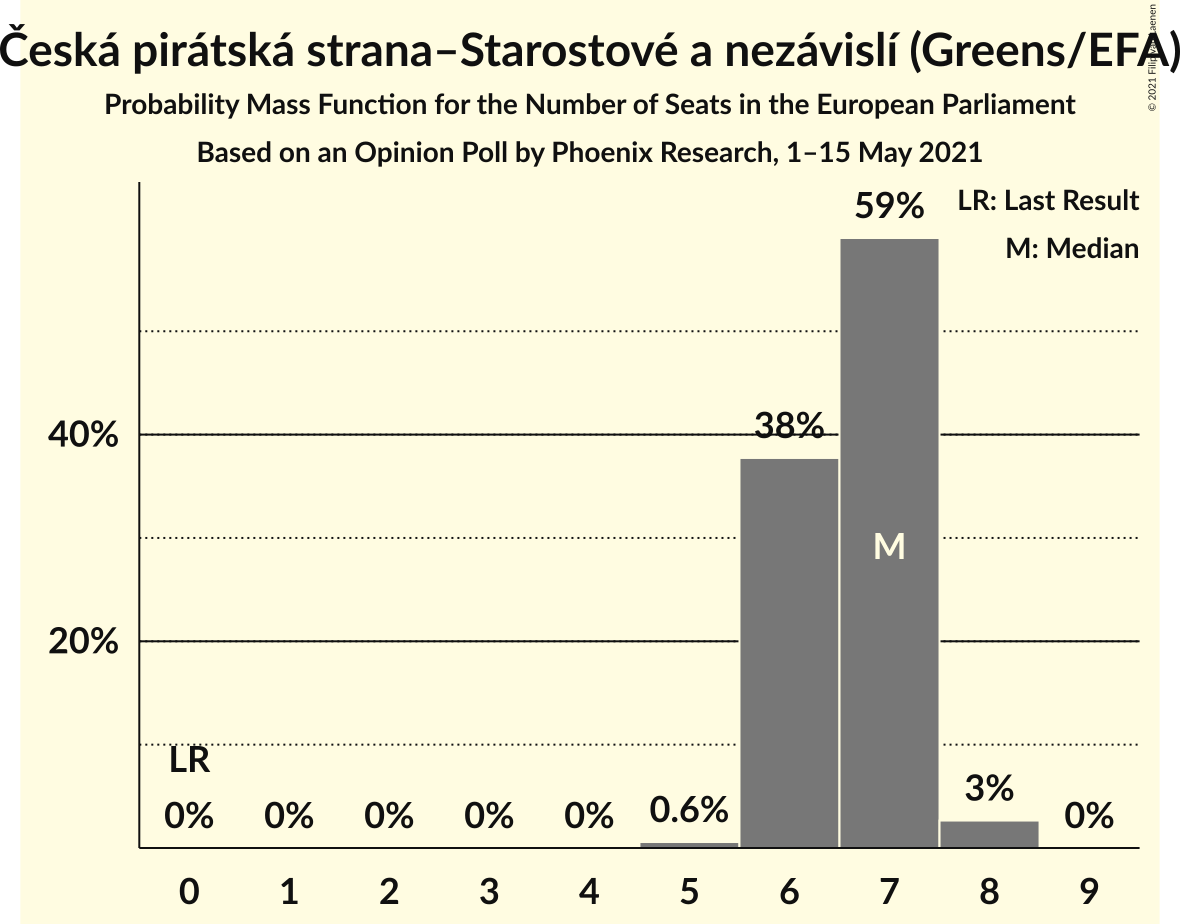 Česká pirátská strana–Starostové a nezávislí (Greens/EFA)
Probability Mass Function for the Number of Seats in the European Parliament
Based on an Opinion Poll by Phoenix Research, 1–15 May 2021
© 2021 Filip
LR: Last Result
M: Median
59%
40%
38%
M
20%
LR
0% 0% 0% 0% 0% 0.6% 3% 0%
0 1 2 3 4 5 6 7 8 9